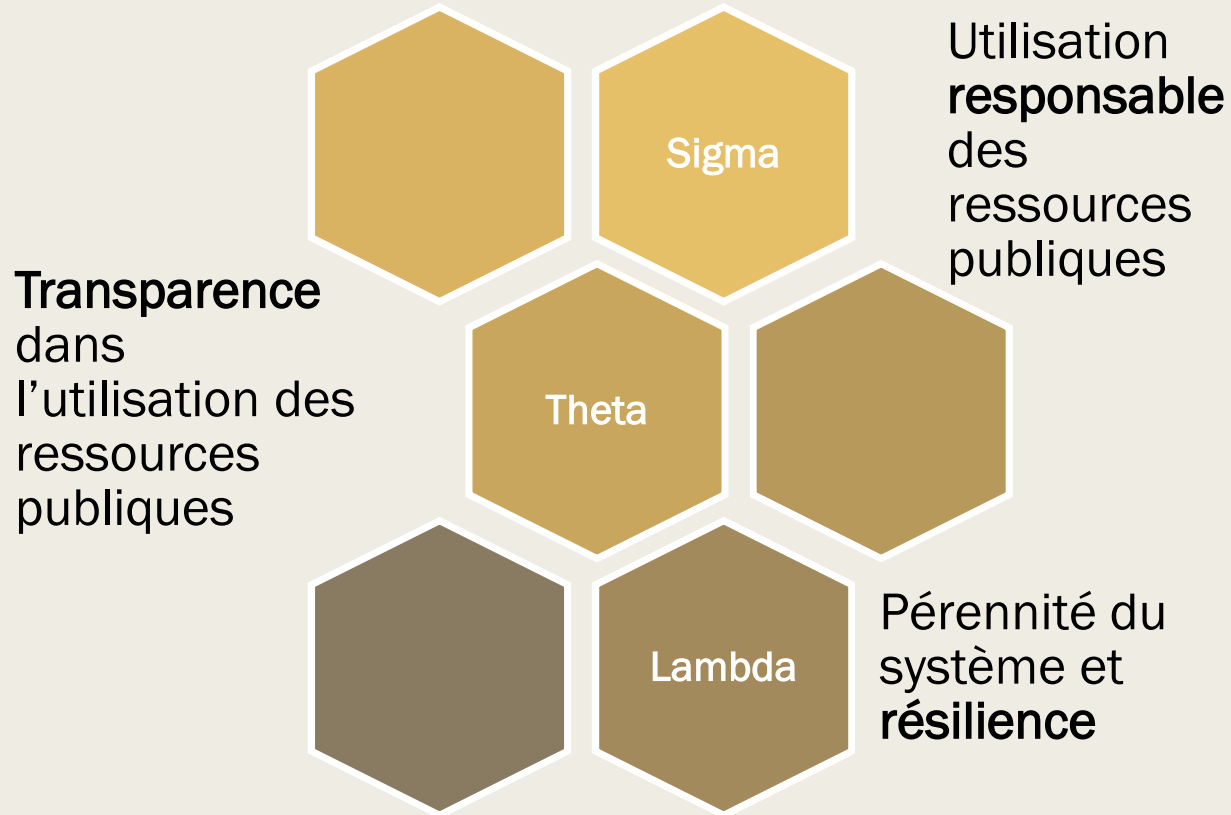 Sigma
Utilisation
responsable
des
ressources
publiques
Transparence
dans
l’utilisation des
ressources
publiques
Theta
Lambda
Pérennité du
système et
résilience